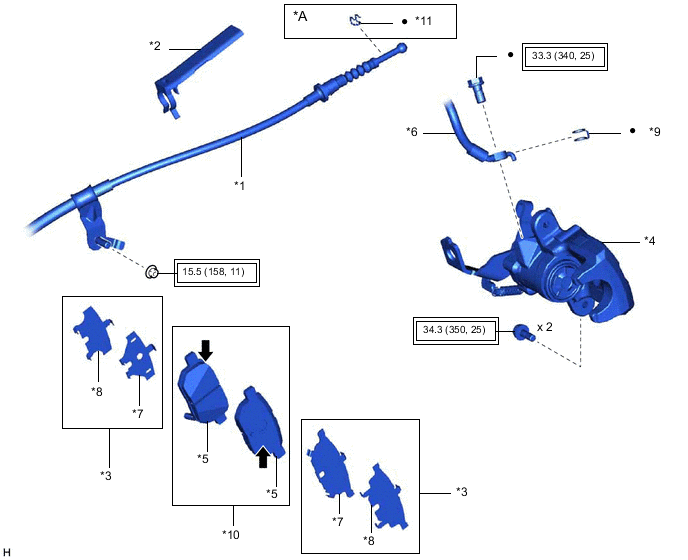 *A
● *11
*2
● 33.3 (340, 25)
*6
● *9
*1
*4
15.5 (158, 11)
34.3 (350, 25)
x 2
*8
*7
*5
*5
*3
*3
*7
*8
*10
H